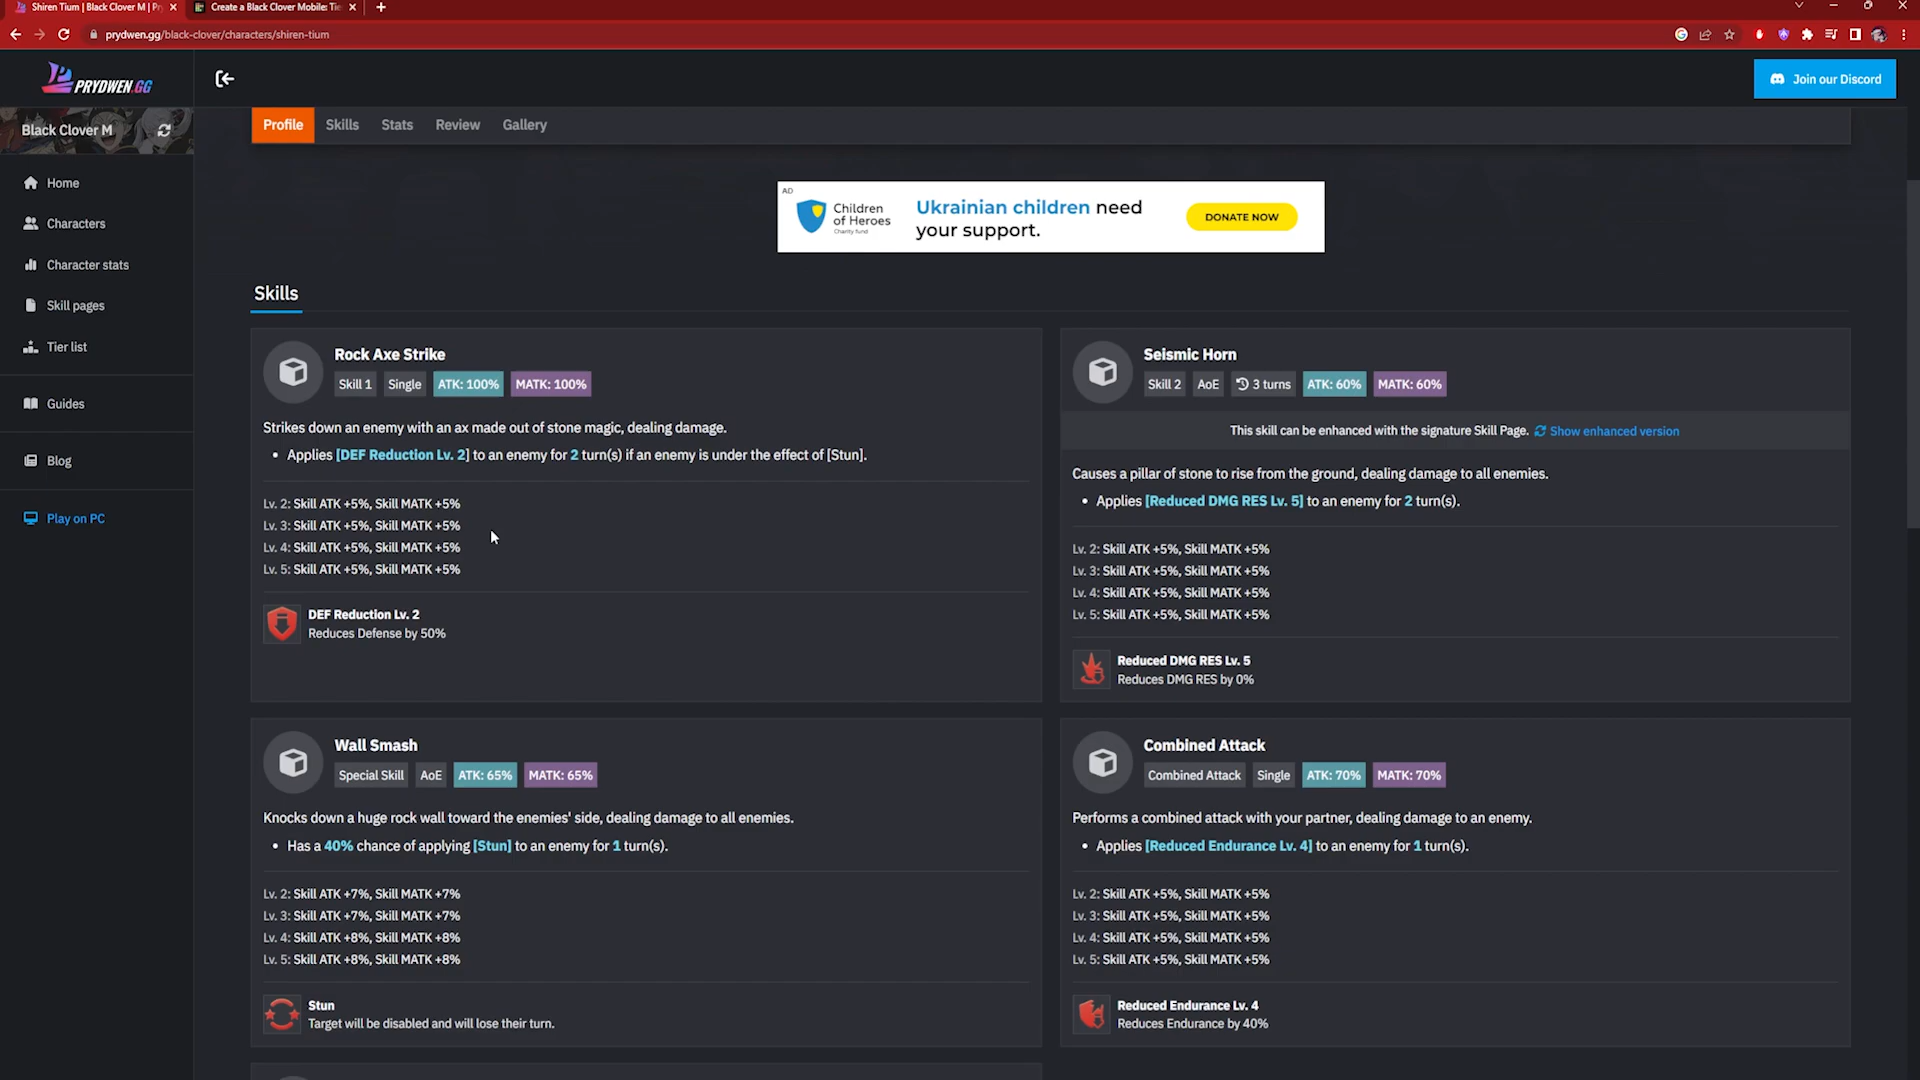 Shiren Tium | Black Clover M | Pr
Create a Black Clover Mobile: Tie
prydwen.gg/black-clover/characters/shiren-tium
PRYDWEN.GG
Join our Discord
Black Clover M
Profile
Skills
Stats
Review
Gallery
Home
Characters
Character stats
Skill pages
Tier list
Guides
Blog
Play on PC
AD
Children
of Heroes
Charity fund
Ukrainian children need
your support.
DONATE NOW
Skills
Rock Axe Strike
Skill 1
Single
ATK: 100%
MATK: 100%
Strikes down an enemy with an ax made out of stone magic, dealing damage.
• Applies [DEF Reduction Lv. 2] to an enemy for 2 turn(s) if an enemy is under the effect of [Stun].
Lv. 2: Skill ATK +5%, Skill MATK +5%
Lv. 3: Skill ATK +5%, Skill MATK +5%
Lv. 4: Skill ATK +5%, Skill MATK +5%
Lv. 5: Skill ATK +5%, Skill MATK +5%
DEF Reduction Lv. 2
Reduces Defense by 50%
Seismic Horn
Skill 2
AoE
3 turns
ATK: 60%
MATK: 60%
This skill can be enhanced with the signature Skill Page. Show enhanced version
Causes a pillar of stone to rise from the ground, dealing damage to all enemies.
• Applies [Reduced DMG RES Lv. 5] to an enemy for 2 turn(s).
Lv. 2: Skill ATK +5%, Skill MATK +5%
Lv. 3: Skill ATK +5%, Skill MATK +5%
Lv. 4: Skill ATK +5%, Skill MATK +5%
Lv. 5: Skill ATK +5%, Skill MATK +5%
Reduced DMG RES Lv. 5
Reduces DMG RES by 0%
Wall Smash
Special Skill
AoE
ATK: 65%
MATK: 65%
Knocks down a huge rock wall toward the enemies' side, dealing damage to all enemies.
• Has a 40% chance of applying [Stun] to an enemy for 1 turn(s).
Lv. 2: Skill ATK +7%, Skill MATK +7%
Lv. 3: Skill ATK +7%, Skill MATK +7%
Lv. 4: Skill ATK +8%, Skill MATK +8%
Lv. 5: Skill ATK +8%, Skill MATK +8%
Stun
Target will be disabled and will lose their turn.
Combined Attack
Combined Attack
Single
ATK: 70%
MATK: 70%
Performs a combined attack with your partner, dealing damage to an enemy.
• Applies [Reduced Endurance Lv. 4] to an enemy for 1 turn(s).
Lv. 2: Skill ATK +5%, Skill MATK +5%
Lv. 3: Skill ATK +5%, Skill MATK +5%
Lv. 4: Skill ATK +5%, Skill MATK +5%
Lv. 5: Skill ATK +5%, Skill MATK +5%
Reduced Endurance Lv. 4
Reduces Endurance by 40%